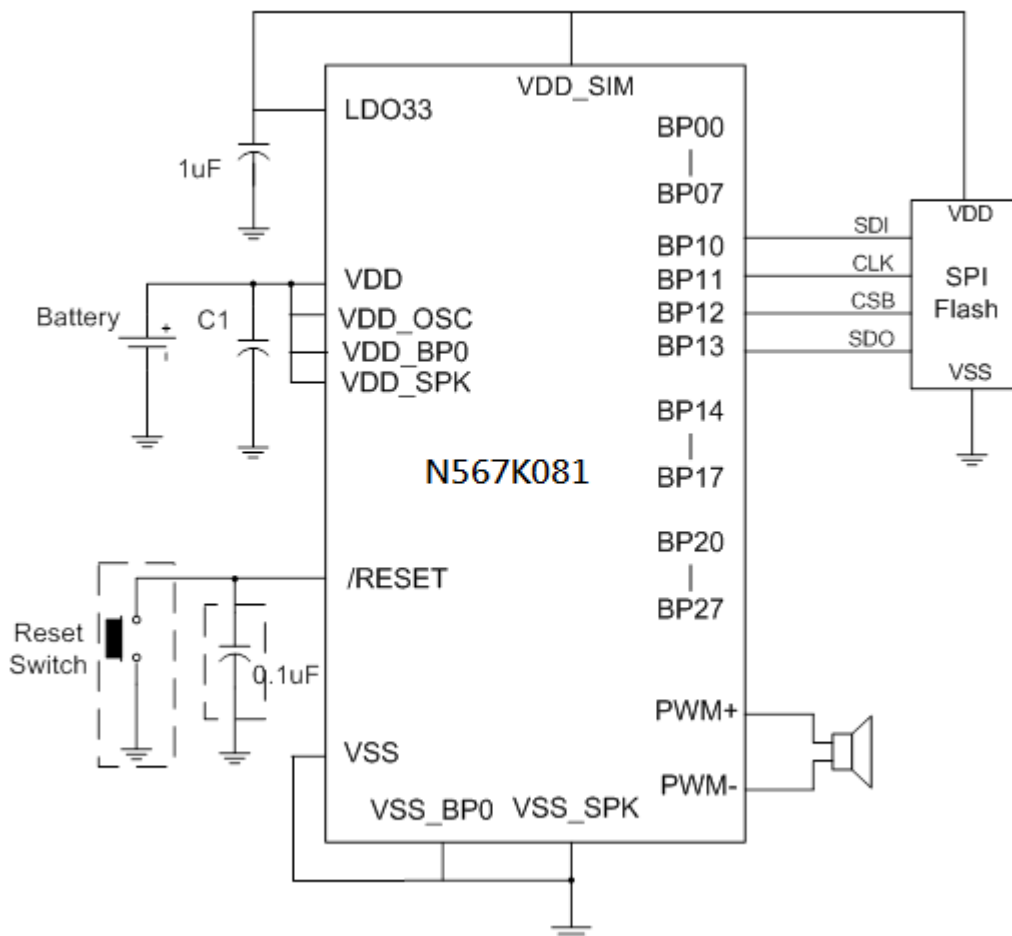 VDD_SIM
LDO33
1uF
BP00
|
BP07
VDD
SDI
BP10
CLK
BP11
SPI
Flash
CSB
BP12
SDO
BP13
VSS
Battery
+
-
C1
VDD
VDD_OSC
VDD_BP0
VDD_SPK
BP14
|
BP17
N567K081
BP20
|
BP27
/RESET
Reset
Switch
0.1uF
PWM+
VSS
PWM-
VSS_BP0
VSS_SPK